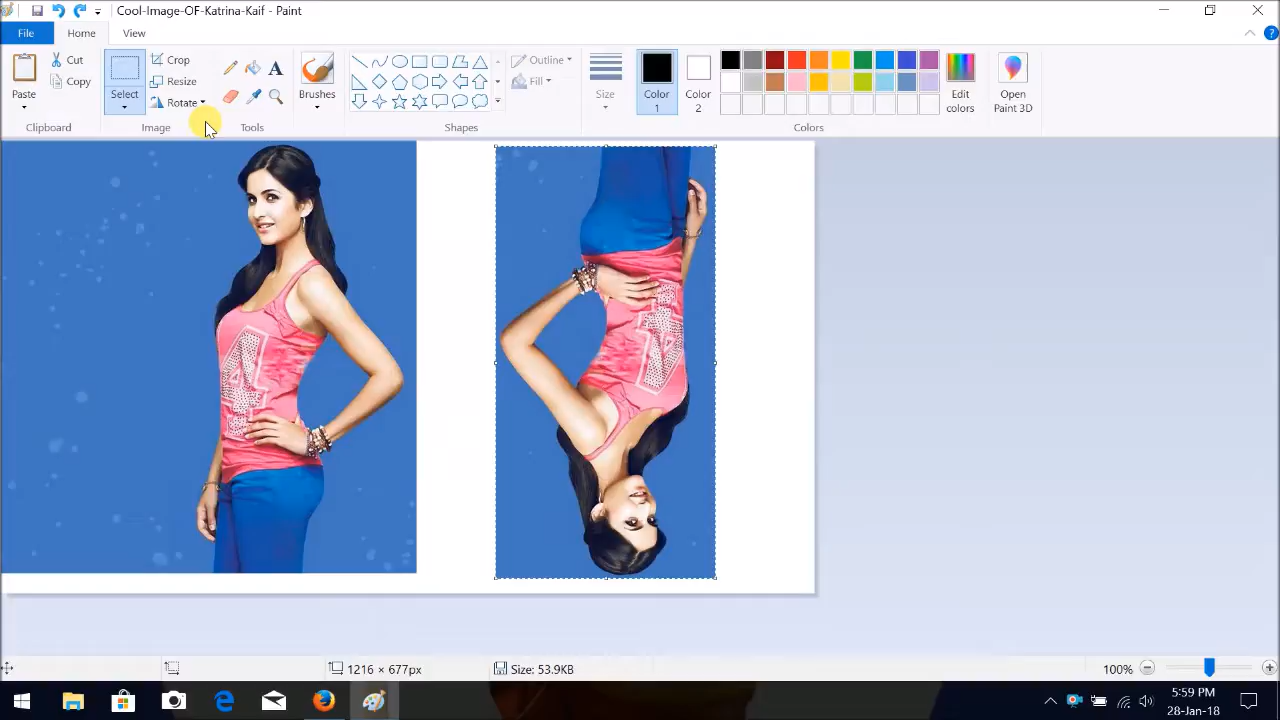 Cool-Image-OF-Katrina-Kaif - Paint
File Home View
Paste
Cut
Copy
Clipboard
Select
Crop
Resize
Rotate
Image
A
Tools
Brushes
Shapes
Outline
Fill
Size
Color
1
Color
2
Edit
colors
Colors
Open
Paint 3D
4
4
1216 × 677px
Size: 53.9KB
100%
5:59 PM
28-Jan-18